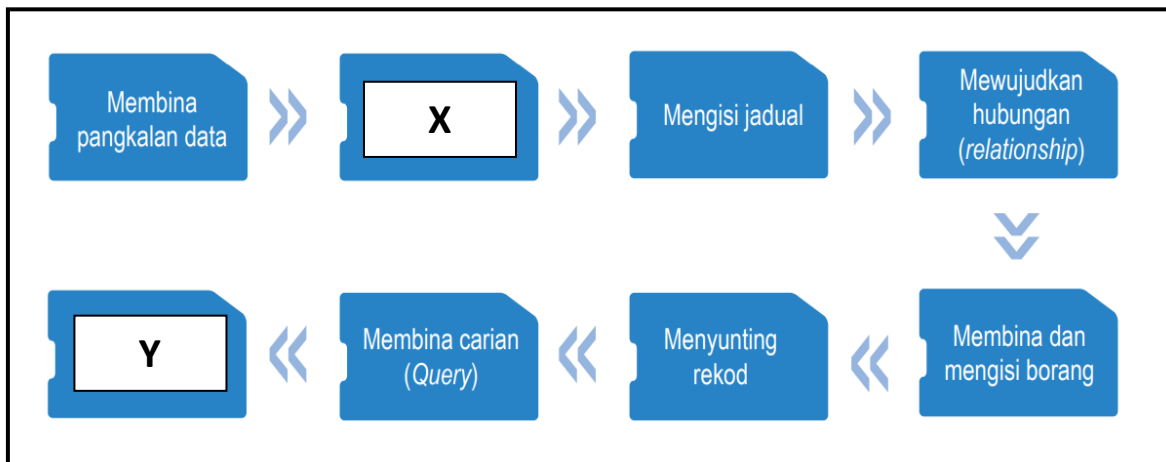 Membina
pangkalan data
X
Mengisi jadual
Mewujudkan
hubungan
(relationship)
Membina dan
mengisi borang
Menyunting
rekod
Membina carian
(Query)
Y